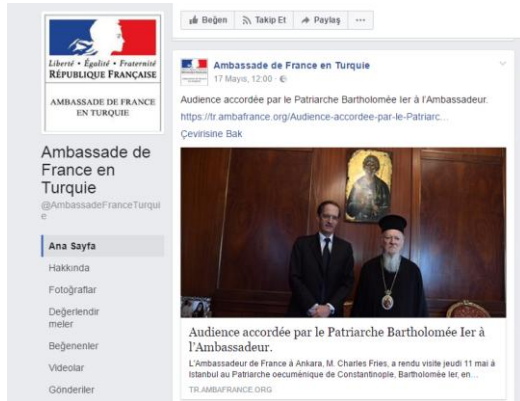 Liberté • Égalité • Fraternité
RÉPUBLIQUE FRANÇAISE
AMBASSADE DE FRANCE
EN TURQUIE
Ambassade de
France en
Turquie
@AmbassadeFranceTurqui
e
Ana Sayfa
Hakkında
Fotoğraflar
Değerlendir
meler
Beğenenler
Videolar
Gönderiler
Beğen Takip Et Paylaş ···
Ambassade de France en Turquie
17 Mayıs, 12:00 ·
Audience accordée par le Patriarche Bartholomée Ier à l'Ambassadeur.
https://tr.ambafrance.org/Audience-accordee-par-le-Patriarc...
Çevirisine Bak
Audience accordée par le Patriarche Bartholomée Ier à
l'Ambassadeur.
L'Ambassadeur de France à Ankara, M. Charles Fries, a rendu visite jeudi 11 mai à
Istanbul au Patriarche oecuménique de Constantinople, Bartholomée Ier, en...
TR.AMBAFRANCE.ORG